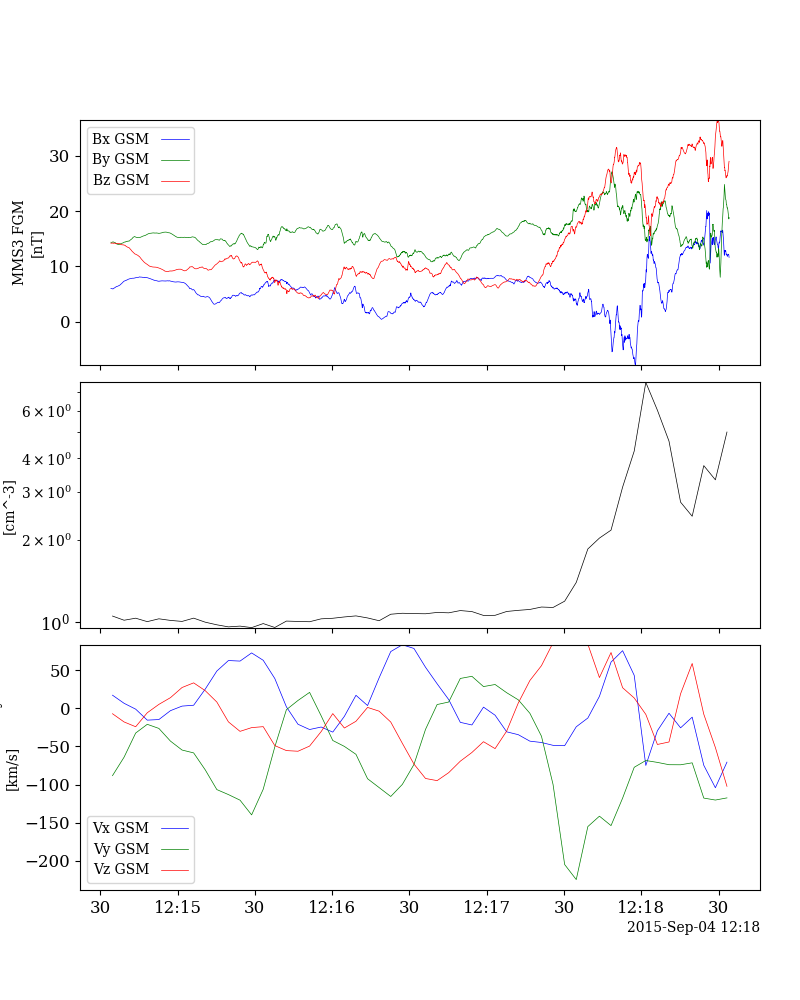 MMS3 FGM
[nT]
30
20
10
0
Bx GSM
By GSM
Bz GSM
[cm^-3]
6 × 10⁰
4 × 10⁰
3 × 10⁰
2 × 10⁰
10⁰
[km/s]
50
0
−50
−100
−150
−200
Vx GSM
Vy GSM
Vz GSM
30 12:15 30 12:16 30 12:17 30 12:18 30
2015-Sep-04 12:18